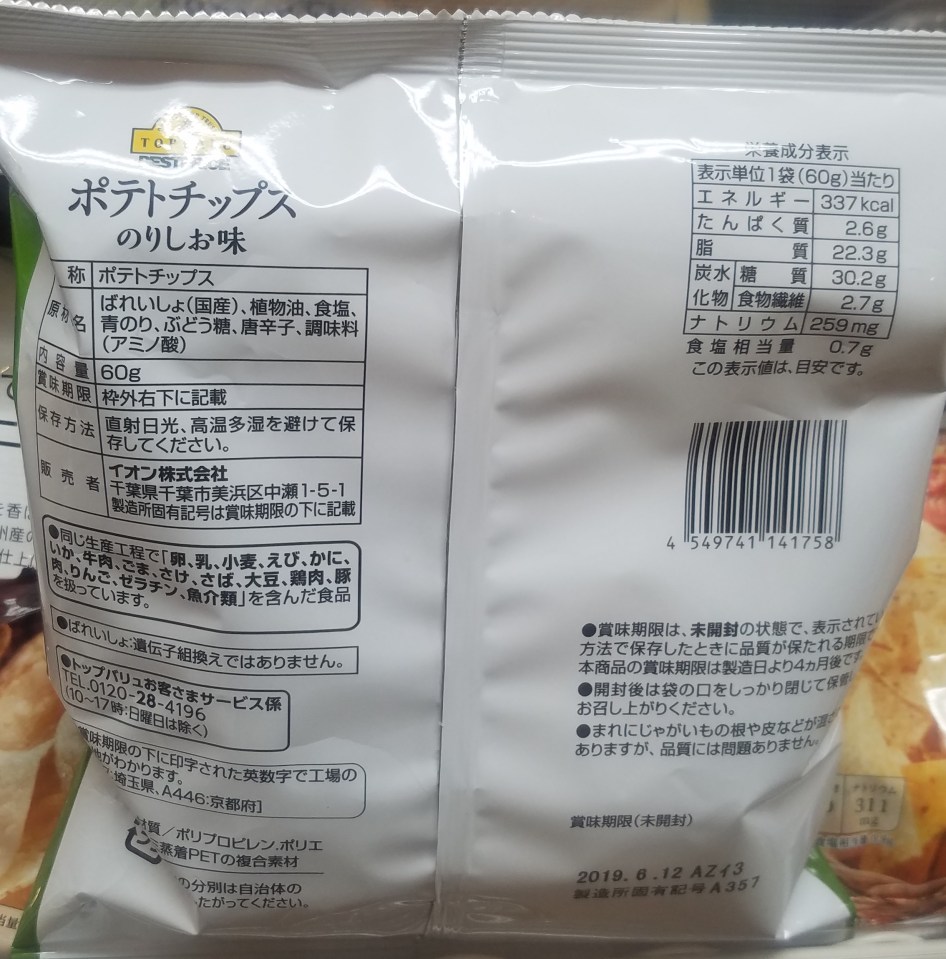 ポテトチップス
のりしお味
称 ポテトチップス
原材 名 ばれいしょ(国産)、植物油、食塩、
青のり、ぶどう糖、唐辛子、調味料
(アミノ酸)
内容量 60g
賞味期限 枠外右下に記載
保存方法 直射日光、高温多湿を避けて保
存してください。
販売者 イオン株式会社
千葉県千葉市美浜区中瀬1-5-1
製造所固有記号は賞味期限の下に記載
●同じ生産工程で「卵、乳、小麦、えび、かに、
いか、牛肉、ごま、さけ、さば、大豆、鶏肉、豚
肉、りんご、ゼラチン、魚介類」を含んだ食品
を扱っています。
●ばれいしょ:遺伝子組換えではありません。
●トップバリュお客さまサービス係
TEL.0120-28-4196
(10~17時:日曜日は除く)
賞味期限の下に印字された英数字で工場の
地がわかります。
埼玉県、A446:京都府]
材質/ポリプロピレン、ポリエ
蒸着PETの複合素材
の分別は自治体の
たがってください。
栄養成分表示
表示単位1袋(60g)当たり
エネルギー 337kcal
たんぱく質 2.6g
脂質 22.3g
炭水化物 糖質 30.2g
食物繊維 2.7g
ナトリウム 259mg
食塩相当量 0.7g
この表示値は、目安です。
4 549741 141758
●賞味期限は、未開封の状態で、表示されてい
方法で保存したときに品質が保たれる期限で
本商品の賞味期限は製造日より4ヵ月後です
●開封後は袋の口をしっかり閉じて保管
お召し上がりください。
●まれにじゃがいもの根や皮などが混
ありますが、品質には問題ありません。
賞味期限(未開封)
2019.6.12 AZイ3
製造所固有記号A357
ナトリウム
311
mg